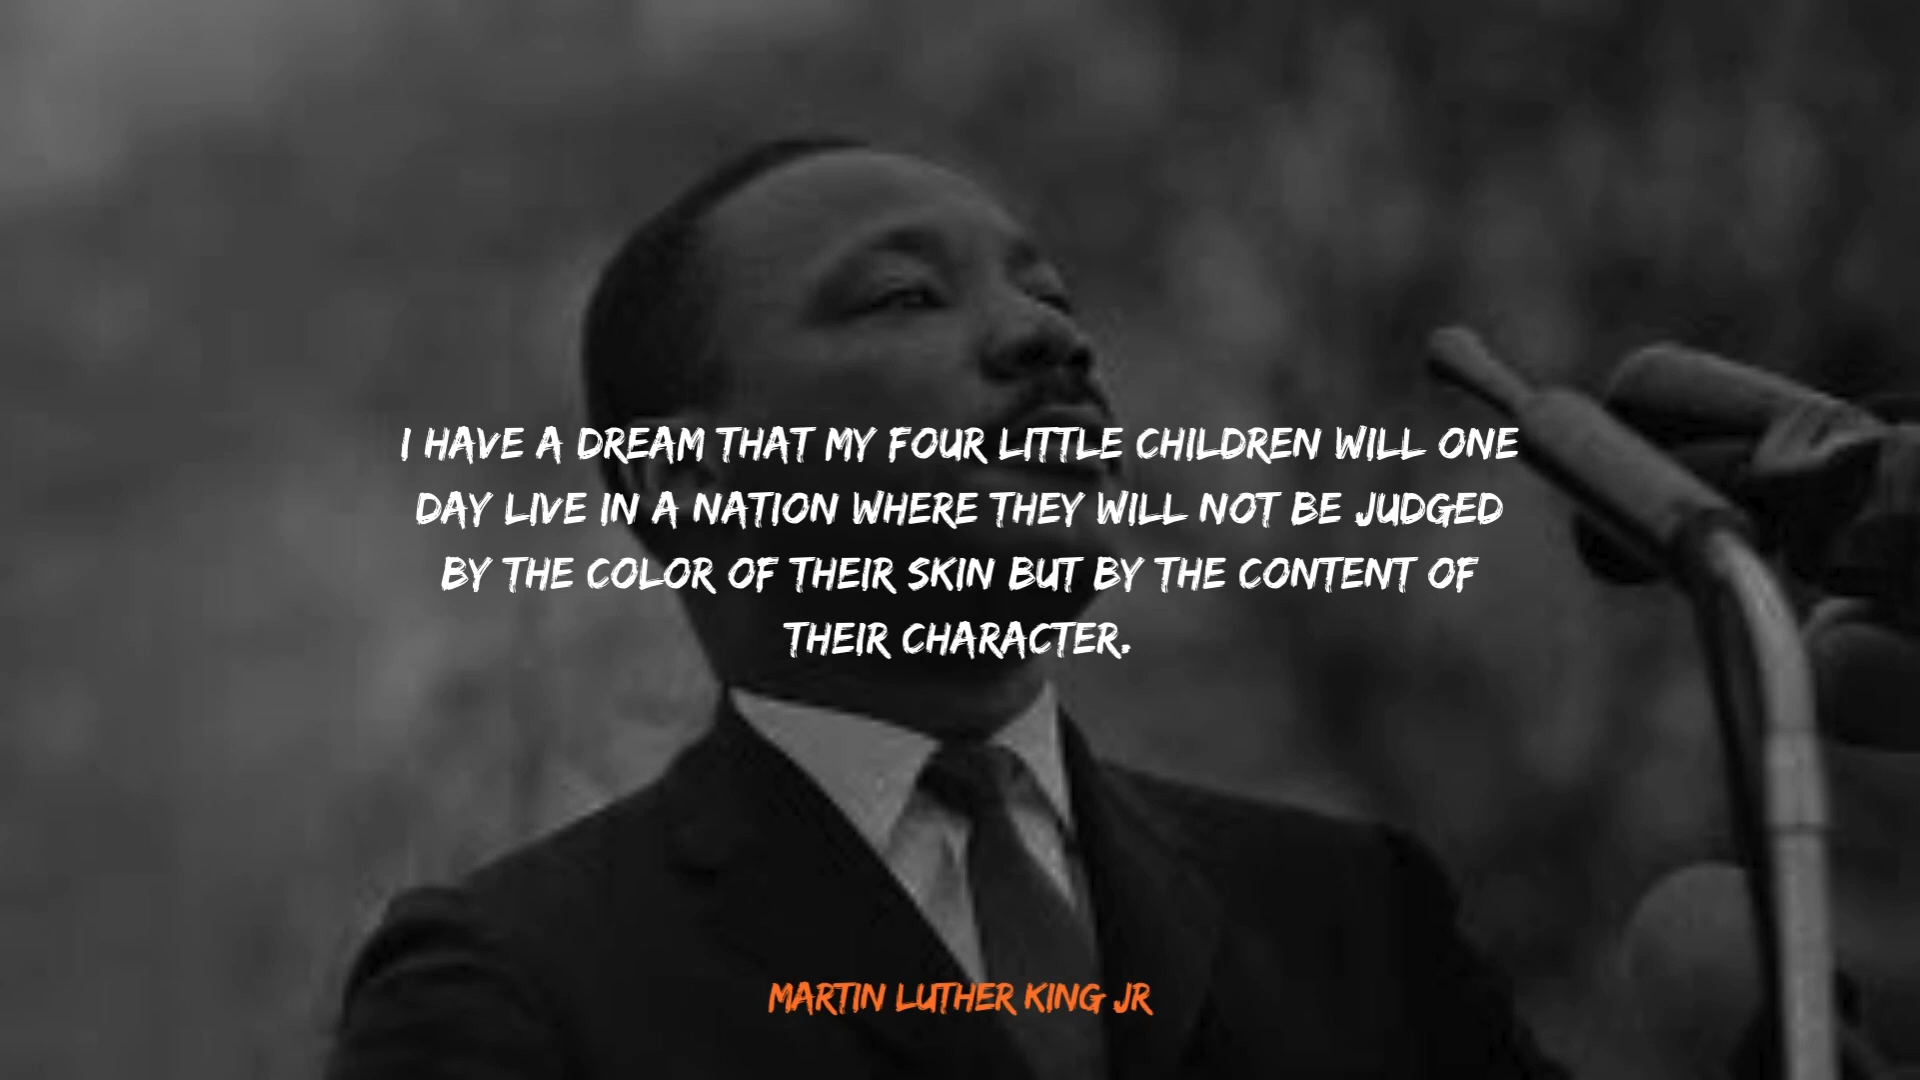 I HAVE A DREAM THAT MY FOUR LITTLE CHILDREN WILL ONE
DAY LIVE IN A NATION WHERE THEY WILL NOT BE JUDGED
BY THE COLOR OF THEIR SKIN BUT BY THE CONTENT OF
THEIR CHARACTER.
MARTIN LUTHER KING JR